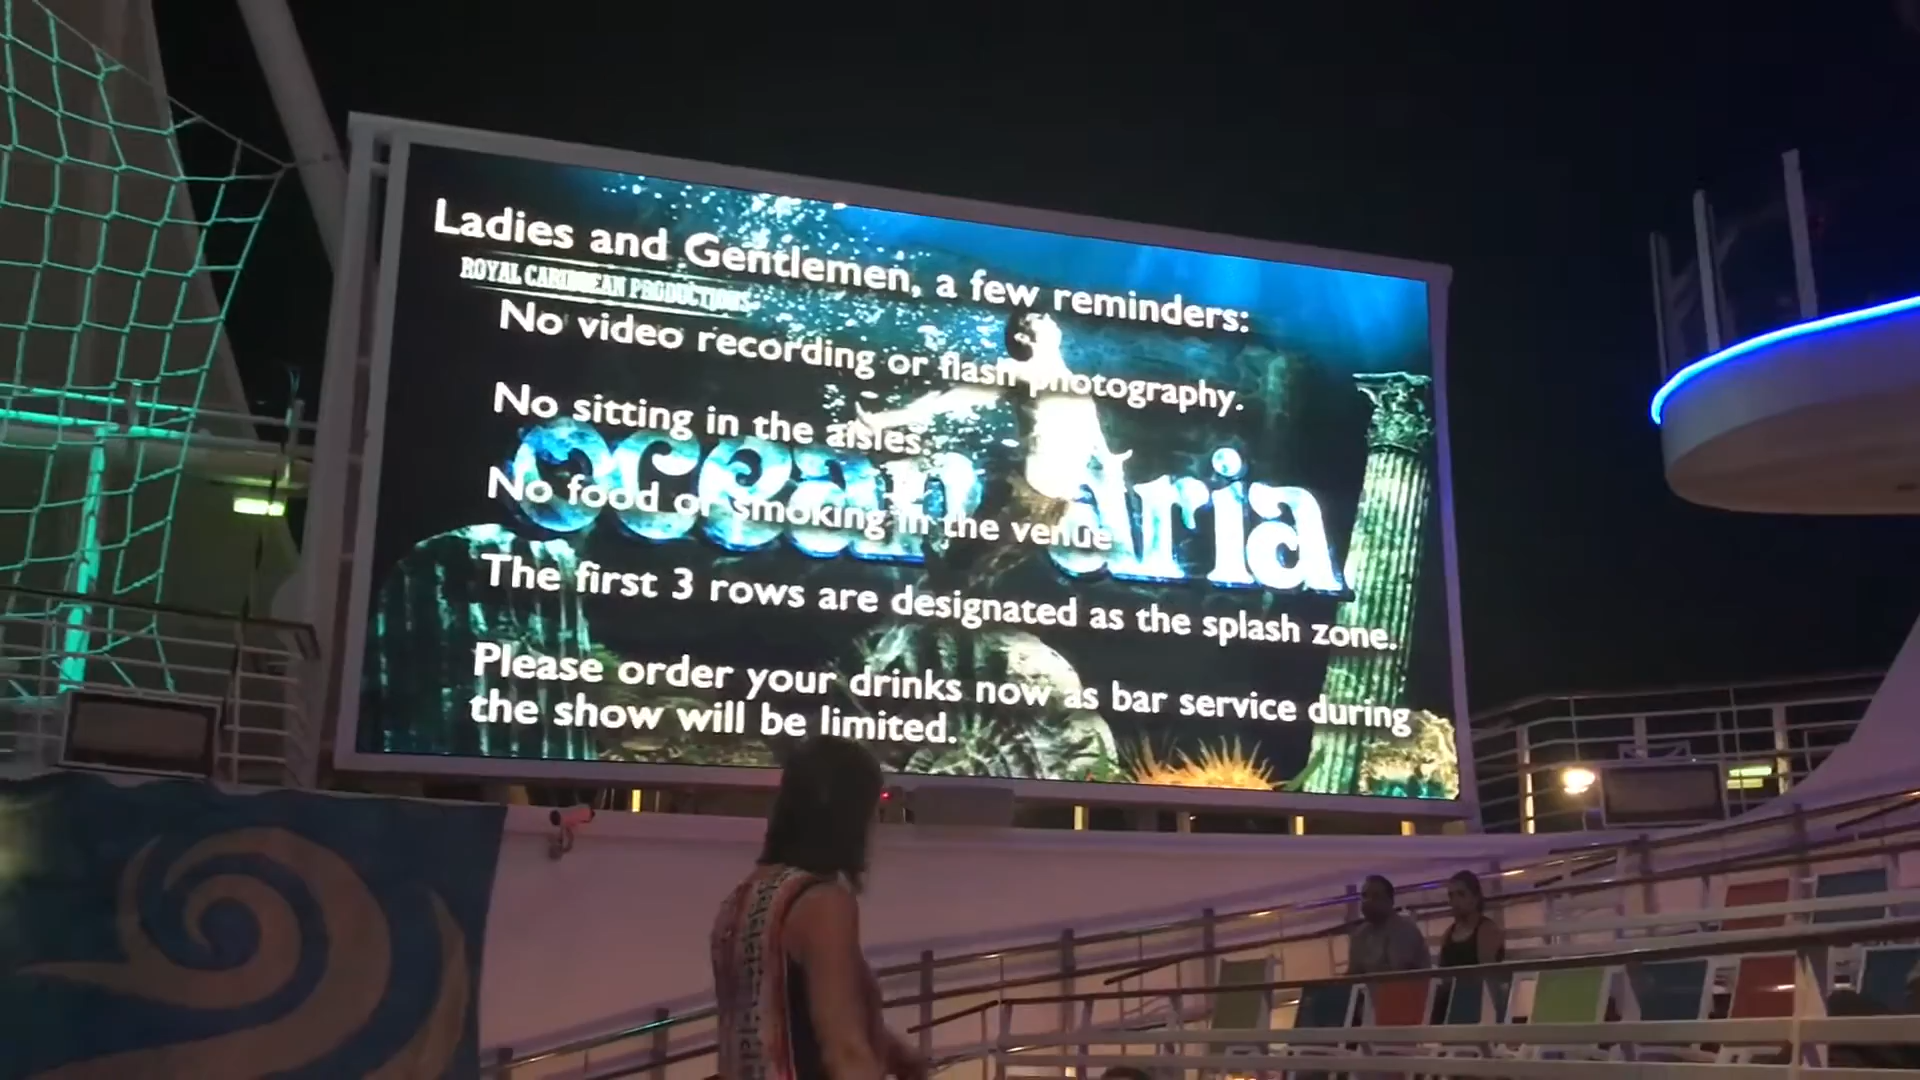 Ladies and Gentlemen, a few reminders:
ROYAL CARIBBEAN PRODUCTIONS
No video recording or flash photography.
No sitting in the aisles.
ocean Aria
No food or smoking in the venue
The first 3 rows are designated as the splash zone.
Please order your drinks now as bar service during
the show will be limited.